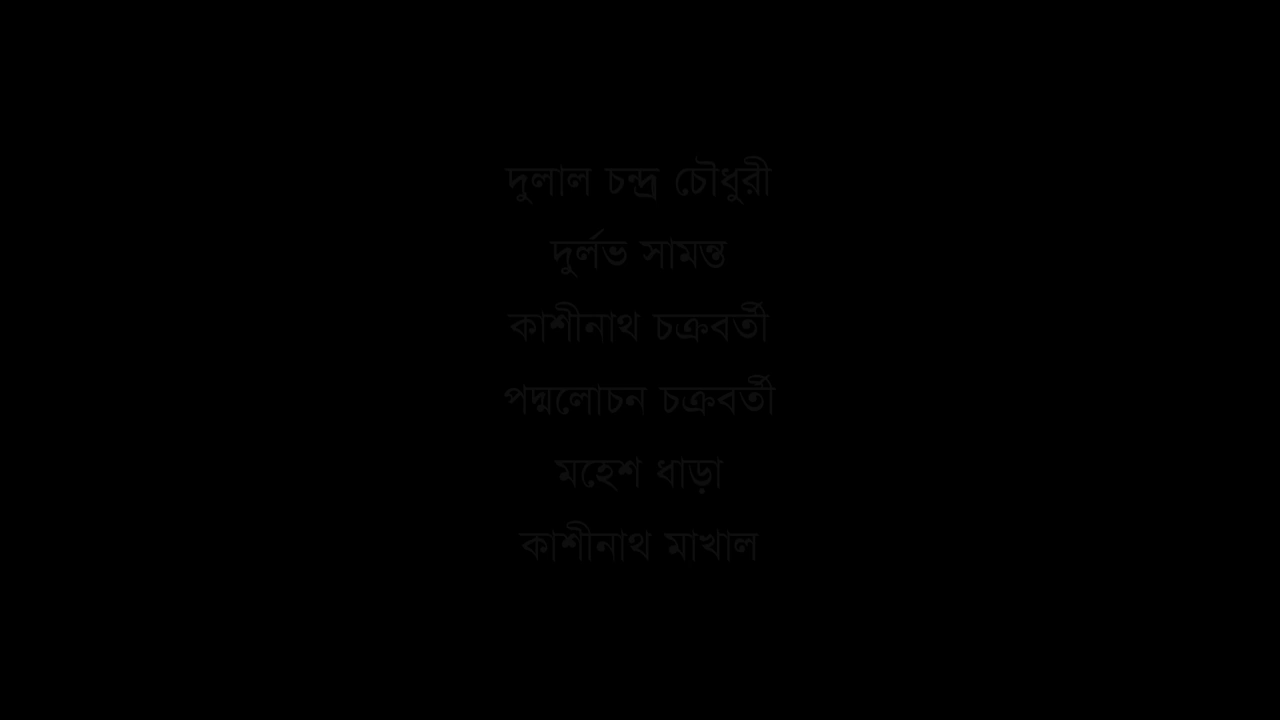 দুলাল চন্দ্র চৌধুরী
দুর্লভ সামন্ত
কাশীনাথ চক্রবর্তী
পদ্মলোচন চক্রবর্তী
মহেশ ধাড়া
কাশীনাথ মাখাল